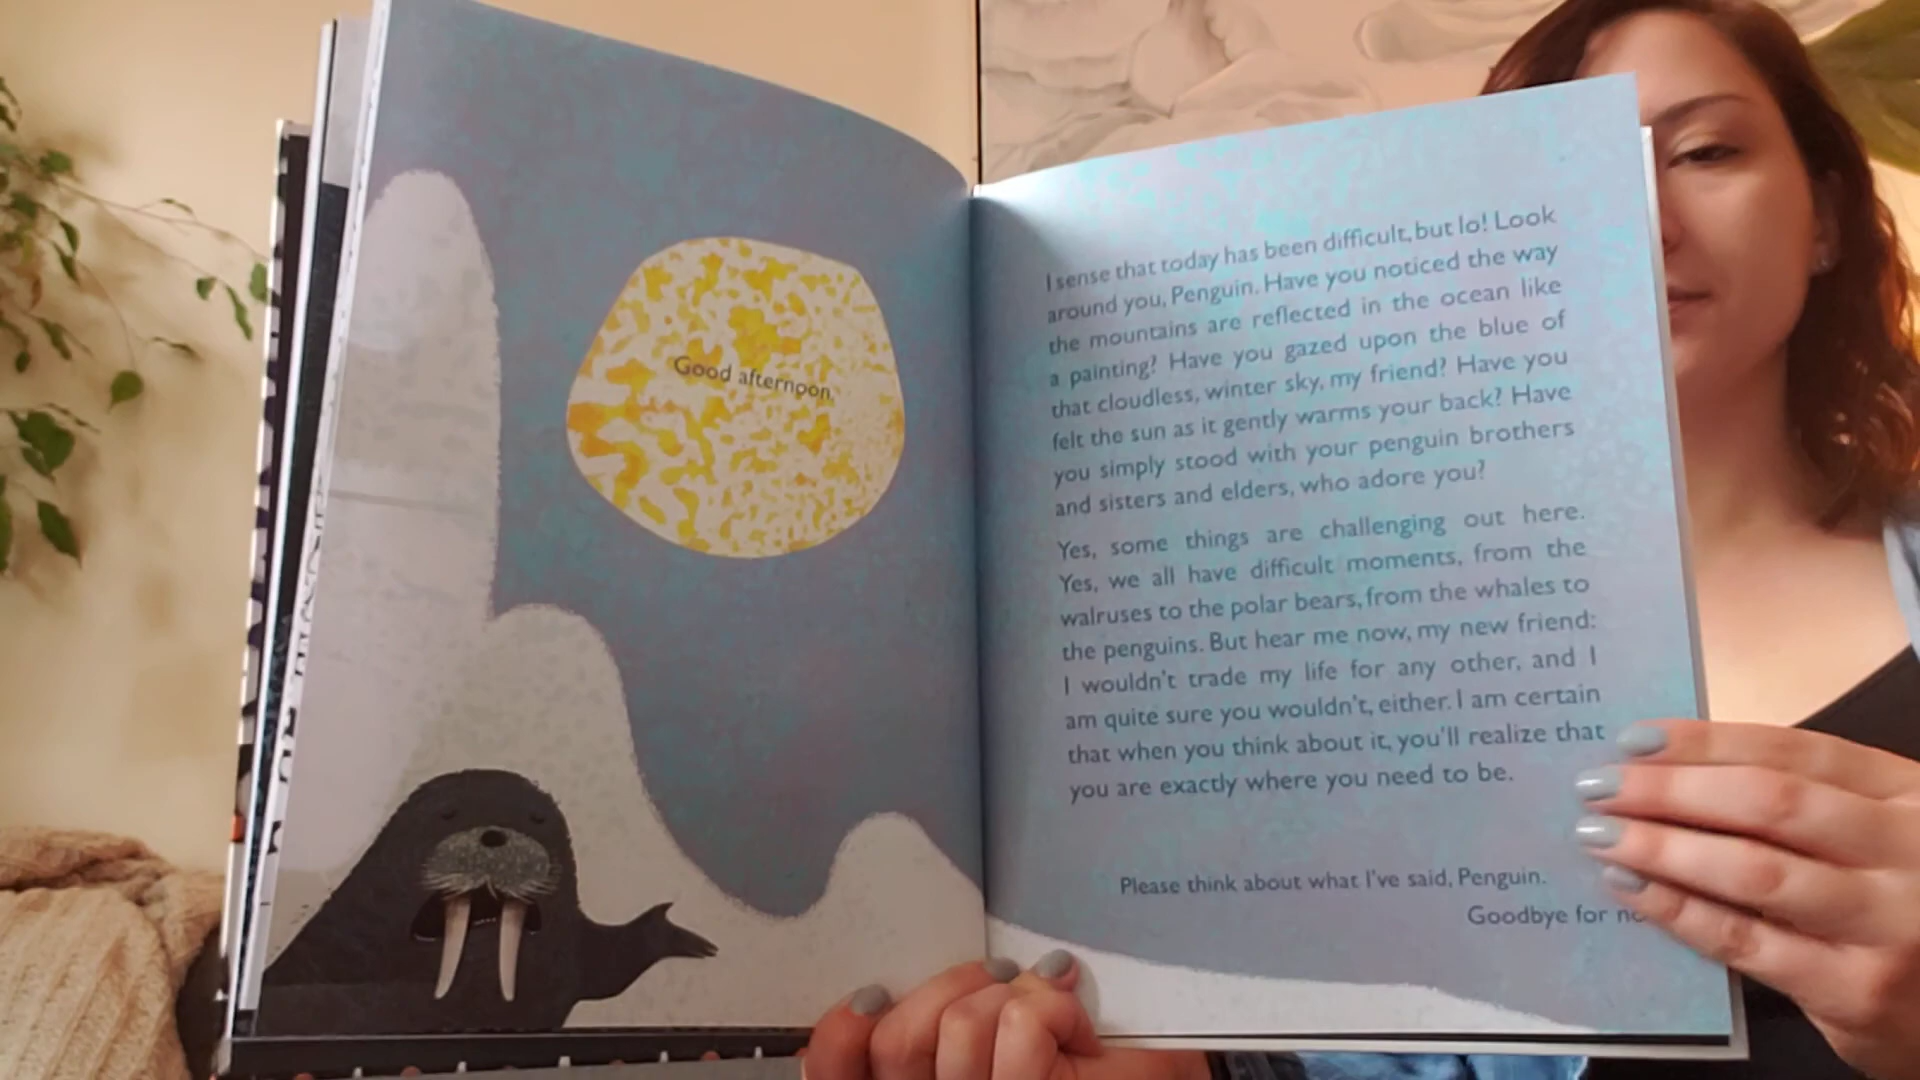 Good afternoon.
I sense that today has been difficult, but lo! Look
around you, Penguin. Have you noticed the way
the mountains are reflected in the ocean like
a painting? Have you gazed upon the blue of
that cloudless, winter sky, my friend? Have you
felt the sun as it gently warms your back? Have
you simply stood with your penguin brothers
and sisters and elders, who adore you?
Yes, some things are challenging out here.
Yes, we all have difficult moments, from the
walruses to the polar bears, from the whales to
the penguins. But hear me now, my new friend:
I wouldn't trade my life for any other, and I
am quite sure you wouldn't, either. I am certain
that when you think about it, you'll realize that
you are exactly where you need to be.
Please think about what I've said, Penguin.
Goodbye for